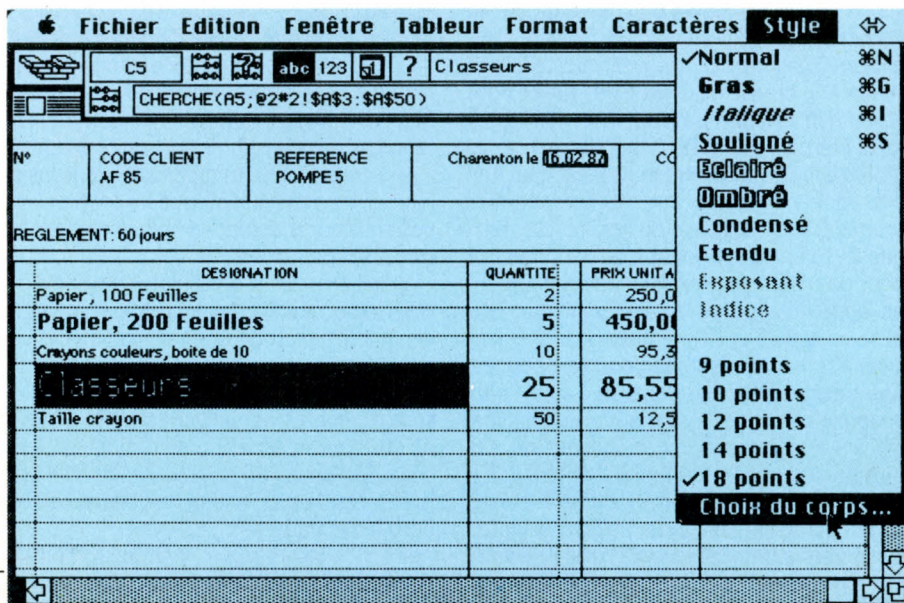 Fichier Edition Fenêtre Tableur Format Caractères Style
C5 abc 123 ? Classeurs
CHERCHE(A5;@2*2!$A$3:$A$50)
N° CODE CLIENT REFERENCE Charenton le 16.02.87 CO
AF 85 POMPE 5
REGLEMENT: 60 jours
DESIGNATION QUANTITE PRIX UNITA
Papier, 100 Feuilles 2 250,0
Papier, 200 Feuilles 5 450,00
Crayons couleurs, boite de 10 10 95,3
Classeurs 25 85,55
Taille crayon 50 12,5
✓Normal ⌘N
Gras ⌘G
Italique ⌘I
Souligné ⌘S
Eclairé
Ombré
Condensé
Etendu
Exposant
Indice
9 points
10 points
12 points
14 points
✓18 points
Choix du corps...